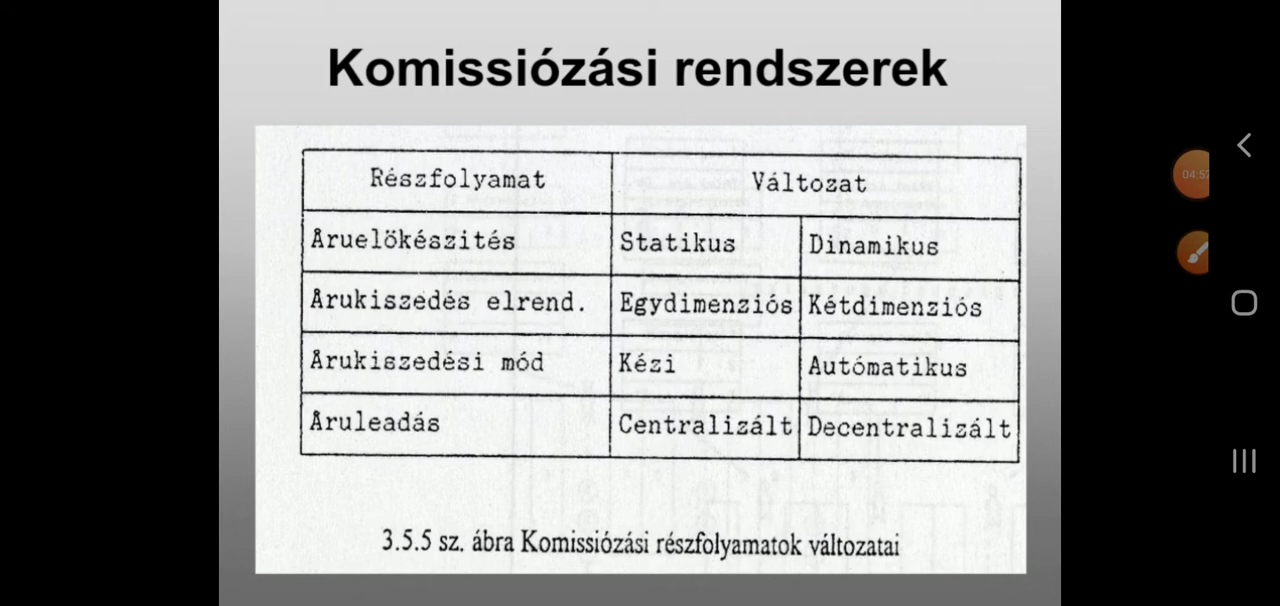 Komissiózási rendszerek
Részfolyamat Változat
Áruelökészités Statikus Dinamikus
Árukiszedés elrend. Egydimenziós Kétdimenziós
Árukiszedési mód Kézi Autómatikus
Áruleadás Centralizált Decentralizált
3.5.5 sz. ábra Komissiózási részfolyamatok változatai